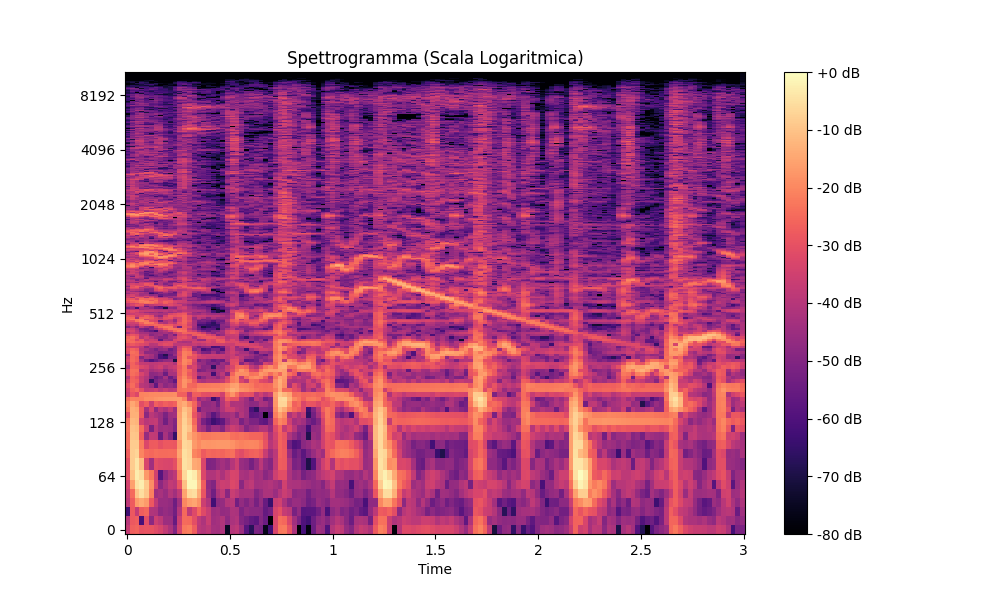 Spettrogramma (Scala Logaritmica)
Hz
8192
4096
2048
1024
512
256
128
64
0
0
0.5
1
1.5
2
2.5
3
Time
+0 dB
-10 dB
-20 dB
-30 dB
-40 dB
-50 dB
-60 dB
-70 dB
-80 dB